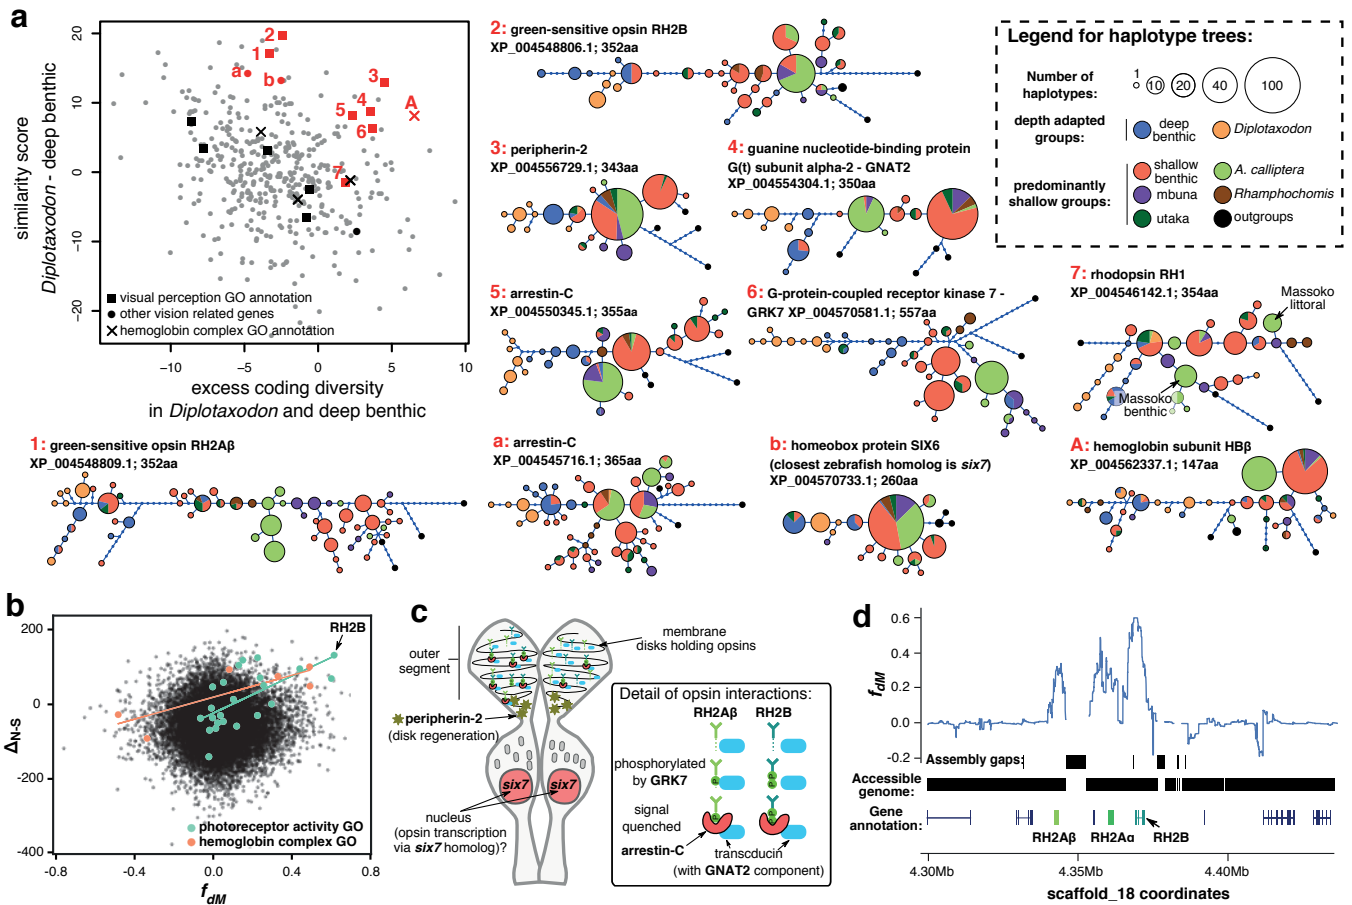 a
similarity score
Diplotaxodon - deep benthic
20
10
0
−10
−20
2
1
a
b
3
A
5
4
6
7
visual perception GO annotation
other vision related genes
hemoglobin complex GO annotation
−10
−5
0
5
10
excess coding diversity
in Diplotaxodon and deep benthic
2: green-sensitive opsin RH2B
XP_004548806.1; 352aa
3: peripherin-2
XP_004556729.1; 343aa
4: guanine nucleotide-binding protein
G(t) subunit alpha-2 - GNAT2
XP_004554304.1; 350aa
Legend for haplotype trees:
Number of
haplotypes:
1
10
20
40
100
depth adapted
groups:
deep
benthic
Diplotaxodon
predominantly
shallow groups:
shallow
benthic
A. calliptera
mbuna
Rhamphochomis
utaka
outgroups
5: arrestin-C
XP_004550345.1; 355aa
6: G-protein-coupled receptor kinase 7 -
GRK7 XP_004570581.1; 557aa
7: rhodopsin RH1
XP_004546142.1; 354aa
Massoko
littoral
Massoko
benthic
1: green-sensitive opsin RH2Aβ
XP_004548809.1; 352aa
a: arrestin-C
XP_004545716.1; 365aa
b: homeobox protein SIX6
(closest zebrafish homolog is six7)
XP_004570733.1; 260aa
A: hemoglobin subunit HBβ
XP_004562337.1; 147aa
b
ΔN-S
200
0
-200
-400
RH2B
photoreceptor activity GO
hemoglobin complex GO
-0.8
-0.4
0.0
0.4
0.8
fdM
c
outer
segment
membrane
disks holding opsins
peripherin-2
(disk regeneration)
six7
six7
nucleus
(opsin transcription
via six7 homolog)?
Detail of opsin interactions:
RH2Aβ
RH2B
phosphorylated
by GRK7
P
P
P
signal
quenched
P
P
P
arrestin-C
transducin
(with GNAT2 component)
d
fdM
0.6
0.4
0.2
0.0
-0.2
Assembly gaps:
Accessible
genome:
Gene
annotation:
RH2Aβ
RH2Aα
RH2B
4.30Mb
4.35Mb
4.40Mb
scaffold_18 coordinates